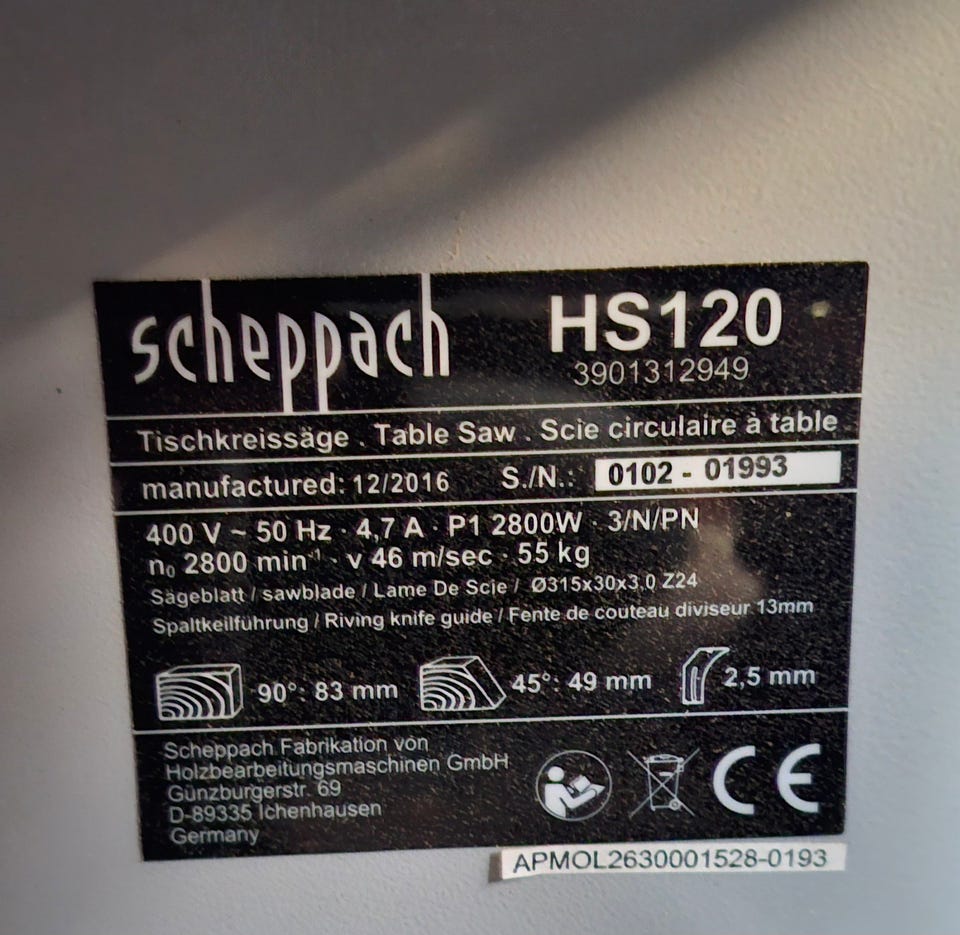 scheppach HS120
3901312949
Tischkreissäge . Table Saw . Scie circulaire à table
manufactured: 12/2016 S./N.: 0102 - 01993
400 V ~ 50 Hz · 4,7 A · P1 2800W · 3/N/PN
n₀ 2800 min⁻¹ · v 46 m/sec · 55 kg
Sägeblatt / sawblade / Lame De Scie / Ø315x30x3,0 Z24
Spaltkeilführung / Riving knife guide / Fente de couteau diviseur 13mm
90°: 83 mm 45°: 49 mm 2,5 mm
Scheppach Fabrikation von
Holzbearbeitungsmaschinen GmbH
Günzburgerstr. 69
D-89335 Ichenhausen
Germany
CE
APMOL2630001528-0193